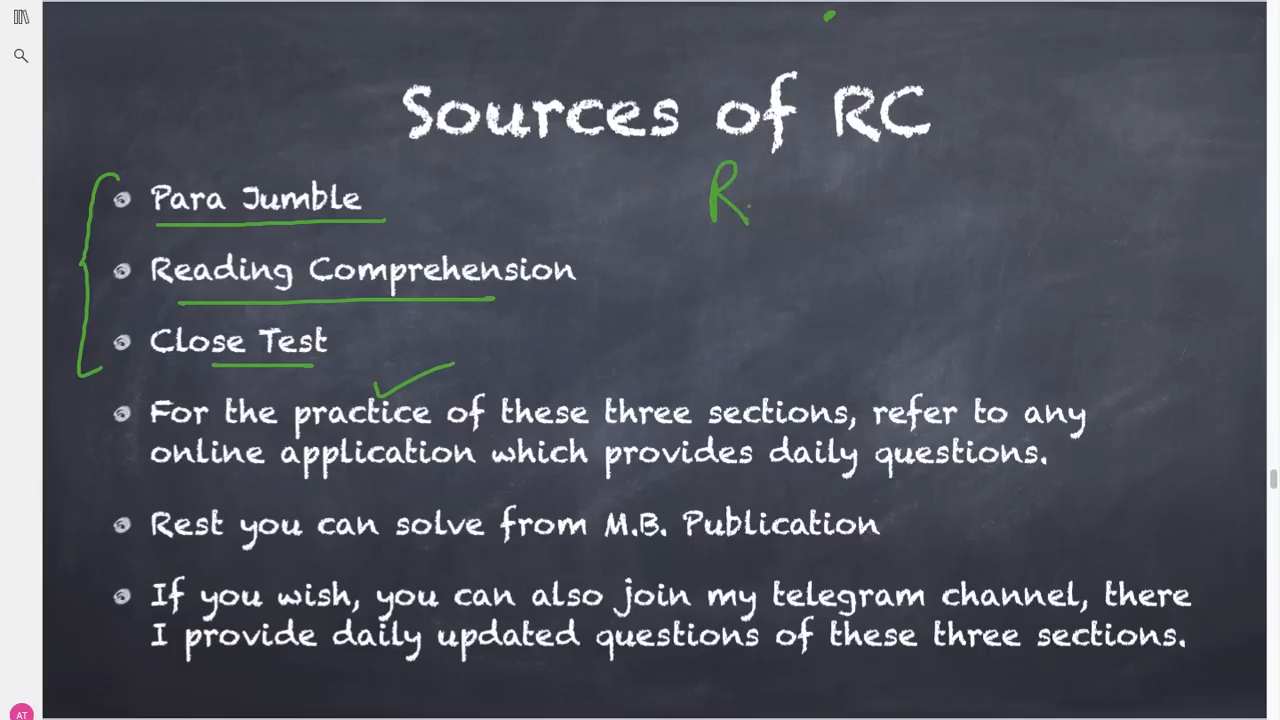 Sources of RC
R.
Para Jumble
Reading Comprehension
Close Test
For the practice of these three sections, refer to any
online application which provides daily questions.
Rest you can solve from M.B. Publication
If you wish, you can also join my telegram channel, there
I provide daily updated questions of these three sections.
AT